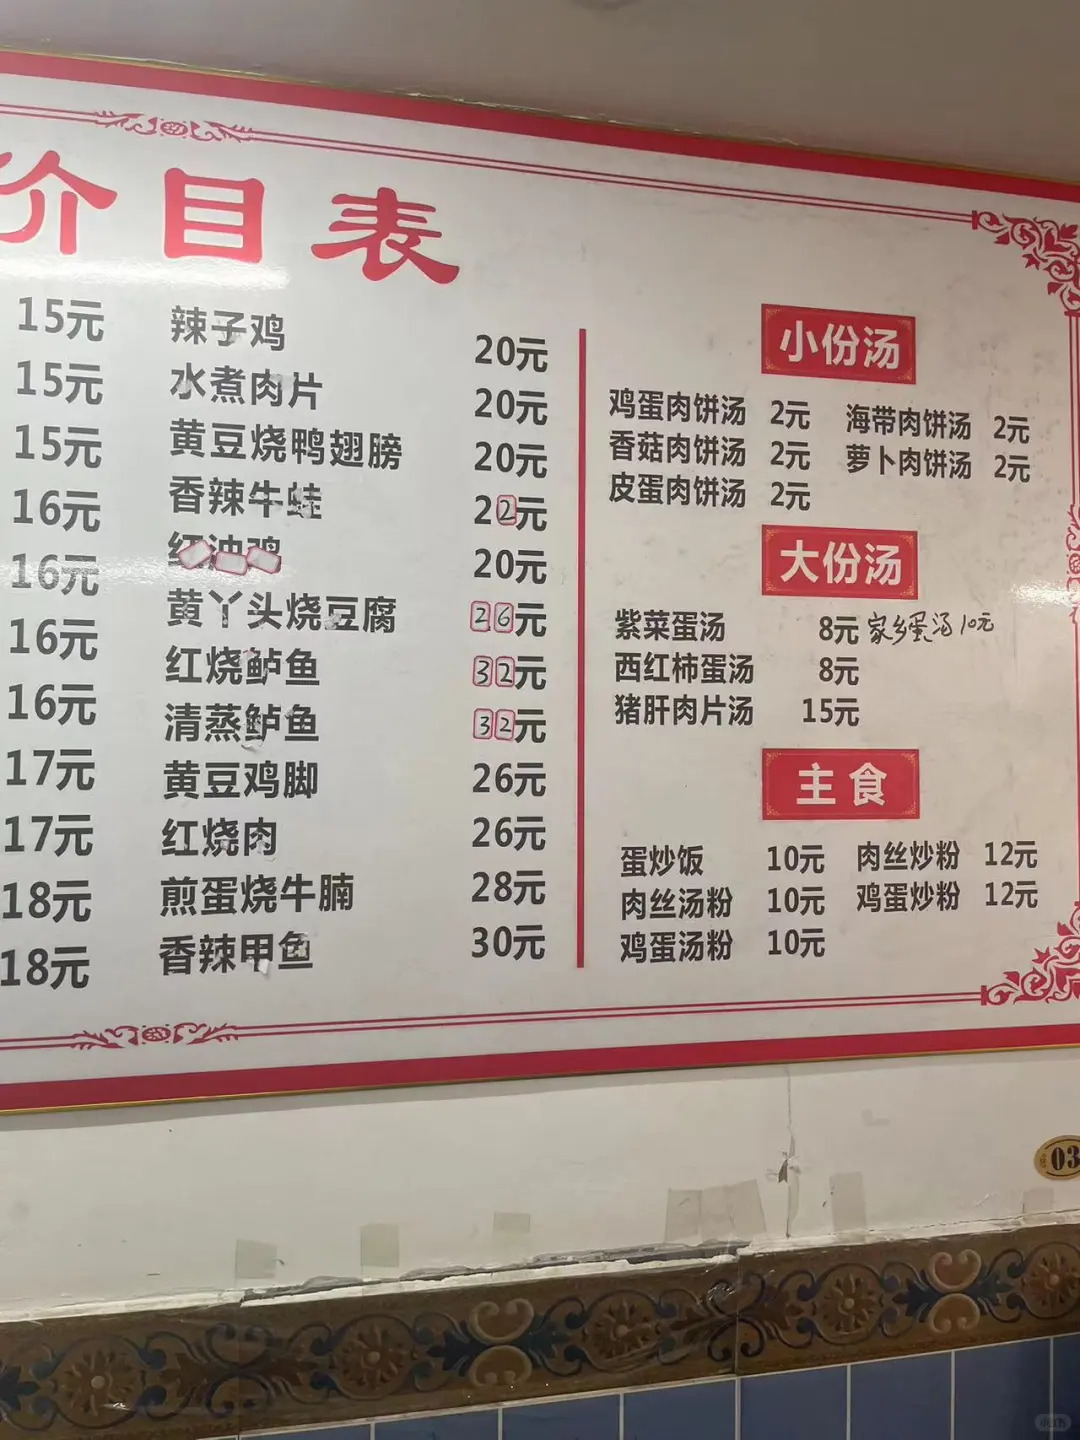 价目表
15元
15元
15元
16元
16元
16元
16元
17元
17元
18元
18元
辣子鸡 20元
水煮肉片 20元
黄豆烧鸭翅膀 20元
香辣牛蛙 22元
红油鸡 20元
黄丫头烧豆腐 26元
红烧鲈鱼 32元
清蒸鲈鱼 32元
黄豆鸡脚 26元
红烧肉 26元
煎蛋烧牛腩 28元
香辣甲鱼 30元
小份汤
鸡蛋肉饼汤 2元 海带肉饼汤 2元
香菇肉饼汤 2元 萝卜肉饼汤 2元
皮蛋肉饼汤 2元
大份汤
紫菜蛋汤 8元 家乡蛋汤10元
西红柿蛋汤 8元
猪肝肉片汤 15元
主食
蛋炒饭 10元 肉丝炒粉 12元
肉丝汤粉 10元 鸡蛋炒粉 12元
鸡蛋汤粉 10元
03